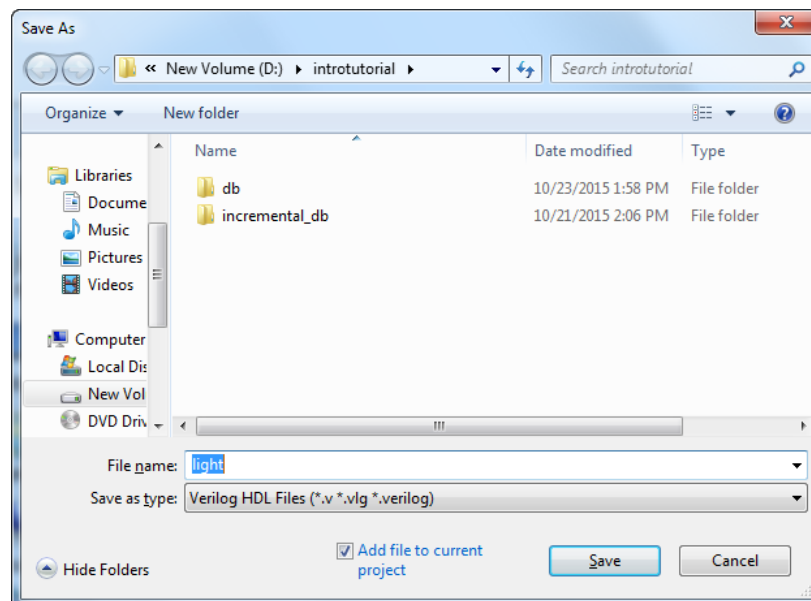 Save As
« New Volume (D:) ▸ introtutorial ▸
Search introtutorial
Organize
New folder
Name
Date modified
Type
Libraries
Docume
Music
Pictures
Videos
Computer
Local Dis
New Vol
DVD Driv
db
10/23/2015 1:58 PM
File folder
incremental_db
10/21/2015 2:06 PM
File folder
File name:
light
Save as type:
Verilog HDL Files (*.v *.vlg *.verilog)
Hide Folders
Add file to current
project
Save
Cancel